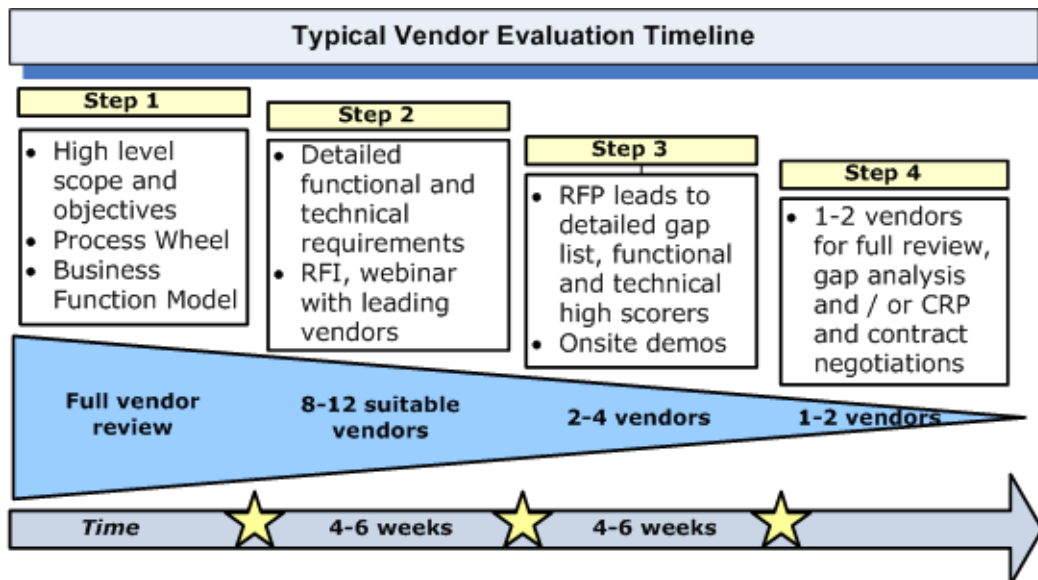 Typical Vendor Evaluation Timeline
Step 1
• High level
scope and
objectives
• Process Wheel
• Business
Function Model
Step 2
• Detailed
functional and
technical
requirements
• RFI, webinar
with leading
vendors
Step 3
• RFP leads to
detailed gap
list, functional
and technical
high scorers
• Onsite demos
Step 4
• 1-2 vendors
for full review,
gap analysis
and / or CRP
and contract
negotiations
Full vendor
review
8-12 suitable
vendors
2-4 vendors
1-2 vendors
Time
4-6 weeks
4-6 weeks